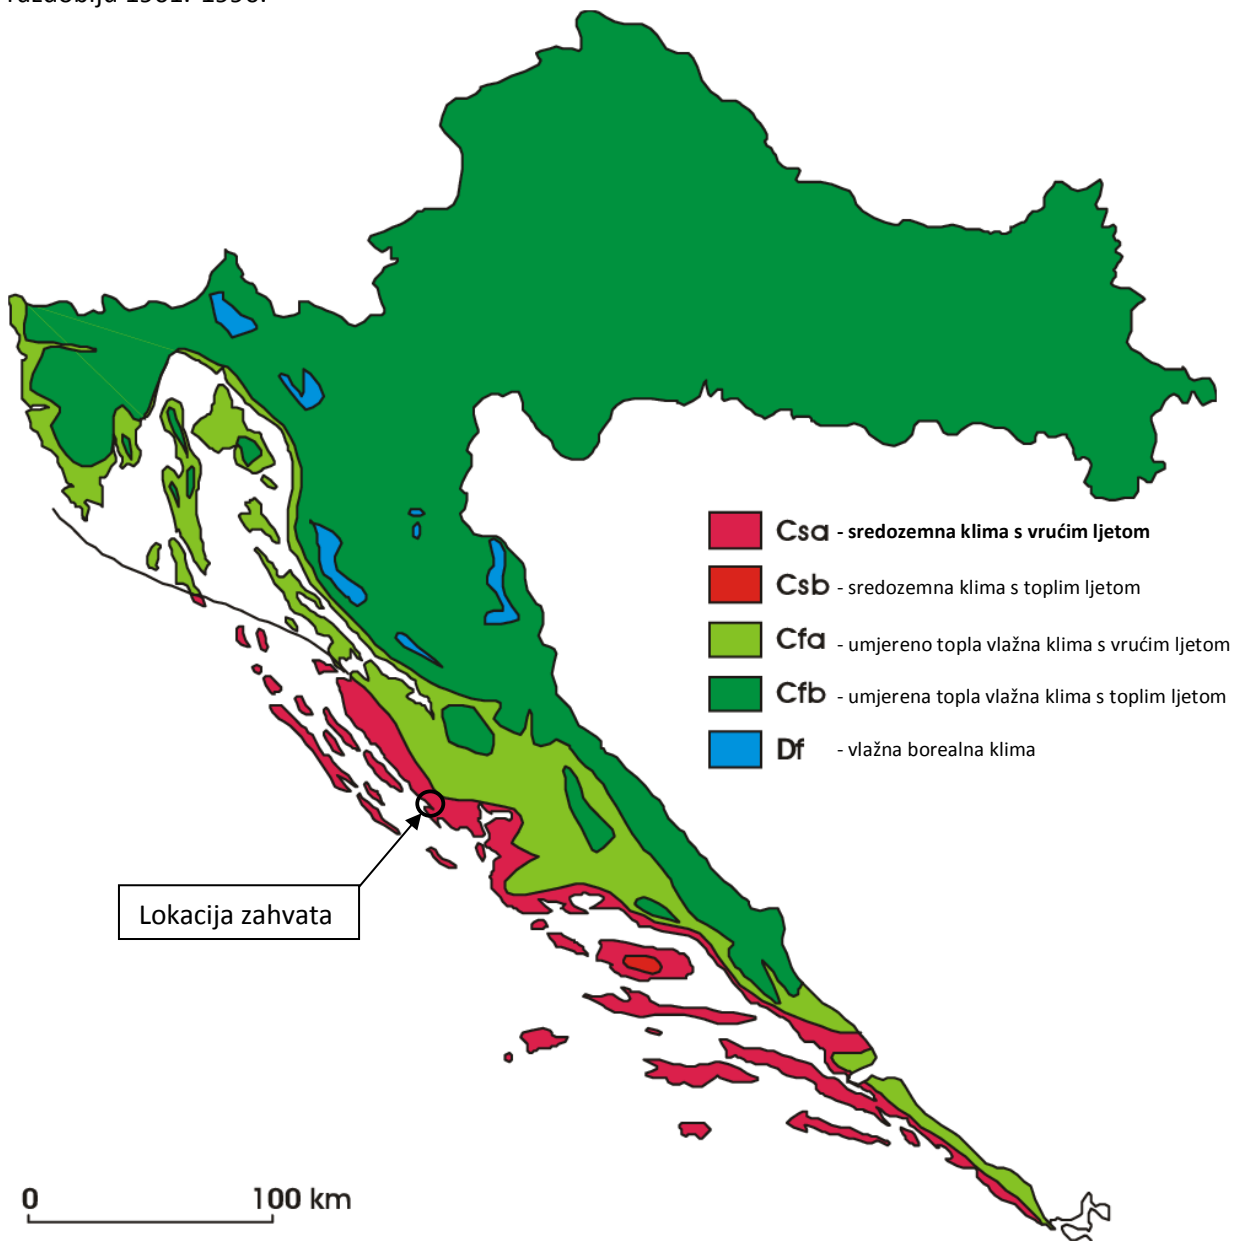 razdoblja 1961.-1990.
Csa - sredozemna klima s vrućim ljetom
Csb - sredozemna klima s toplim ljetom
Cfa - umjereno topla vlažna klima s vrućim ljetom
Cfb - umjerena topla vlažna klima s toplim ljetom
Df - vlažna borealna klima
Lokacija zahvata
0 100 km